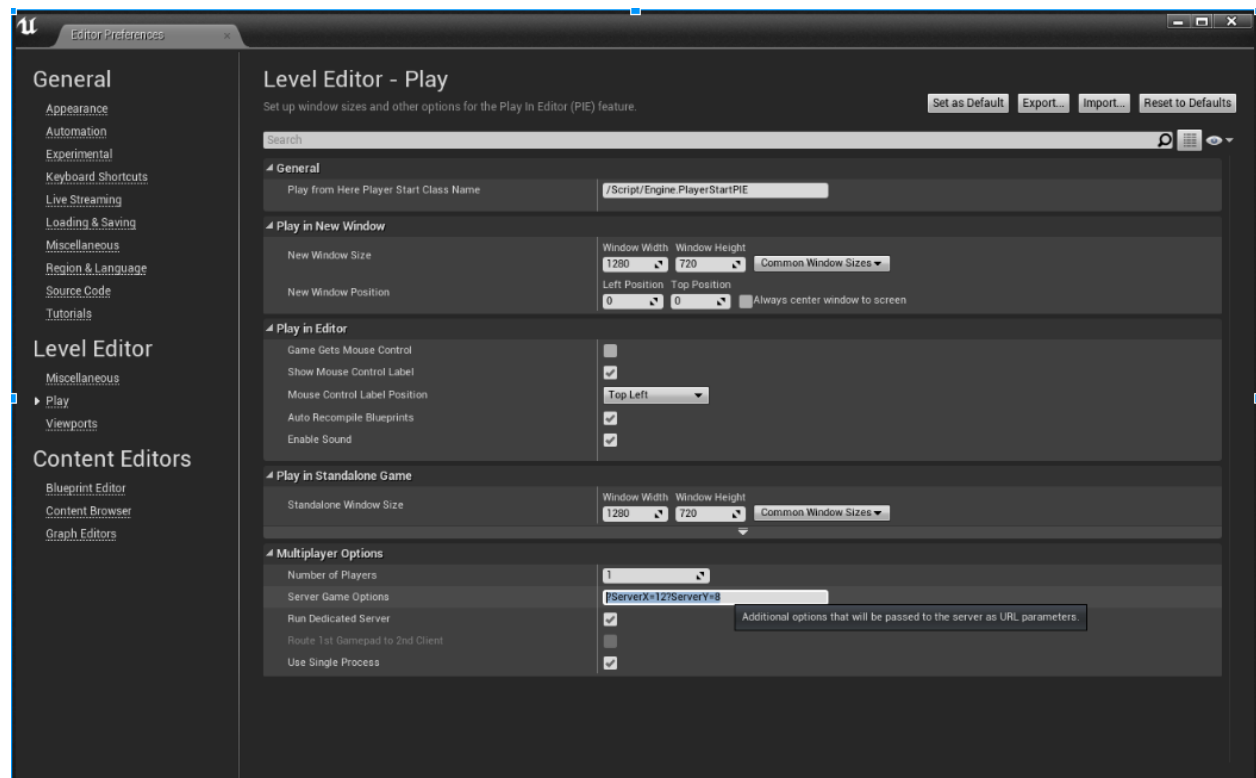 Editor Preferences
General
Appearance
Automation
Experimental
Keyboard Shortcuts
Live Streaming
Loading & Saving
Miscellaneous
Region & Language
Source Code
Tutorials
Level Editor
Miscellaneous
Play
Viewports
Content Editors
Blueprint Editor
Content Browser
Graph Editors
Level Editor - Play
Set up window sizes and other options for the Play In Editor (PIE) feature.
Set as Default Export... Import... Reset to Defaults
Search
General
Play from Here Player Start Class Name /Script/Engine.PlayerStartPIE
Play in New Window
Window Width Window Height
New Window Size 1280 720 Common Window Sizes
Left Position Top Position
New Window Position 0 0 Always center window to screen
Play in Editor
Game Gets Mouse Control
Show Mouse Control Label
Mouse Control Label Position Top Left
Auto Recompile Blueprints
Enable Sound
Play in Standalone Game
Window Width Window Height
Standalone Window Size 1280 720 Common Window Sizes
Multiplayer Options
Number of Players 1
Server Game Options ?ServerX=12?ServerY=8
Run Dedicated Server Additional options that will be passed to the server as URL parameters.
Route 1st Gamepad to 2nd Client
Use Single Process